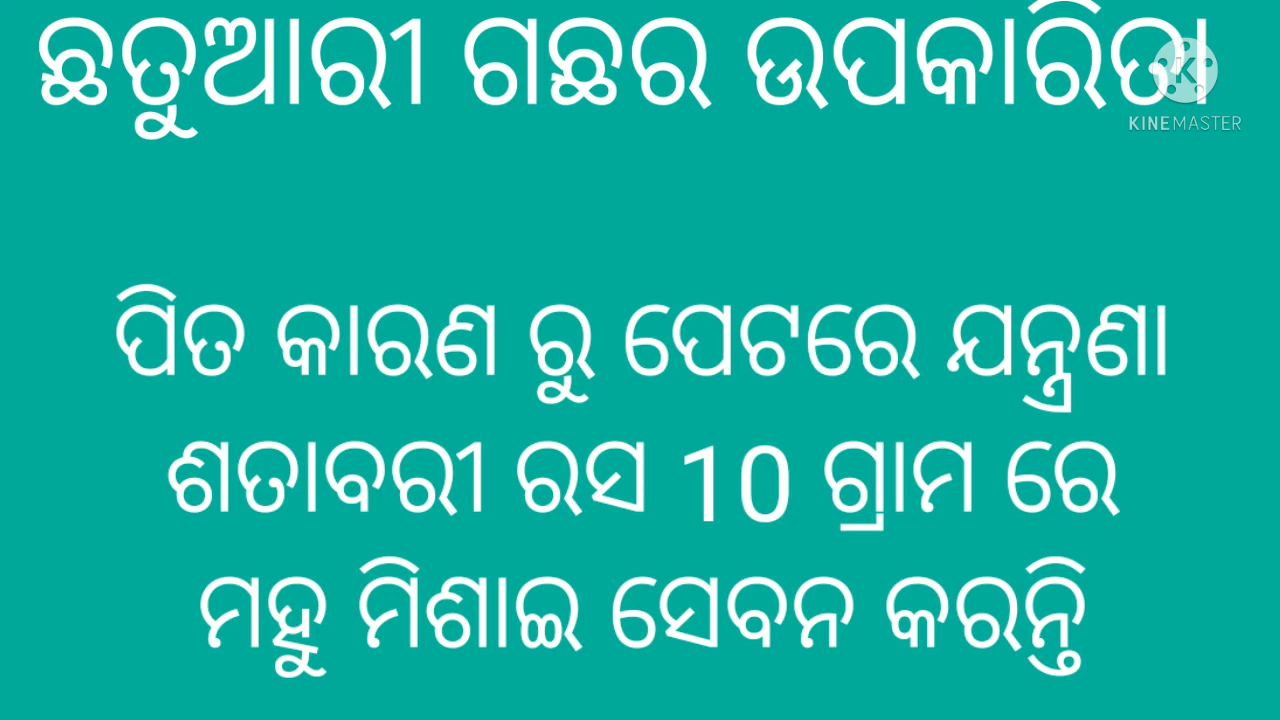 ଛତୁଆରୀ ଗଛର ଉପକାରିତା
KINEMASTER
ପିତ କାରଣ ରୁ ପେଟରେ ଯନ୍ତ୍ରଣା
ଶତାବରୀ ରସ 10 ଗ୍ରାମ ରେ
ମହୁ ମିଶାଇ ସେବନ କରନ୍ତି